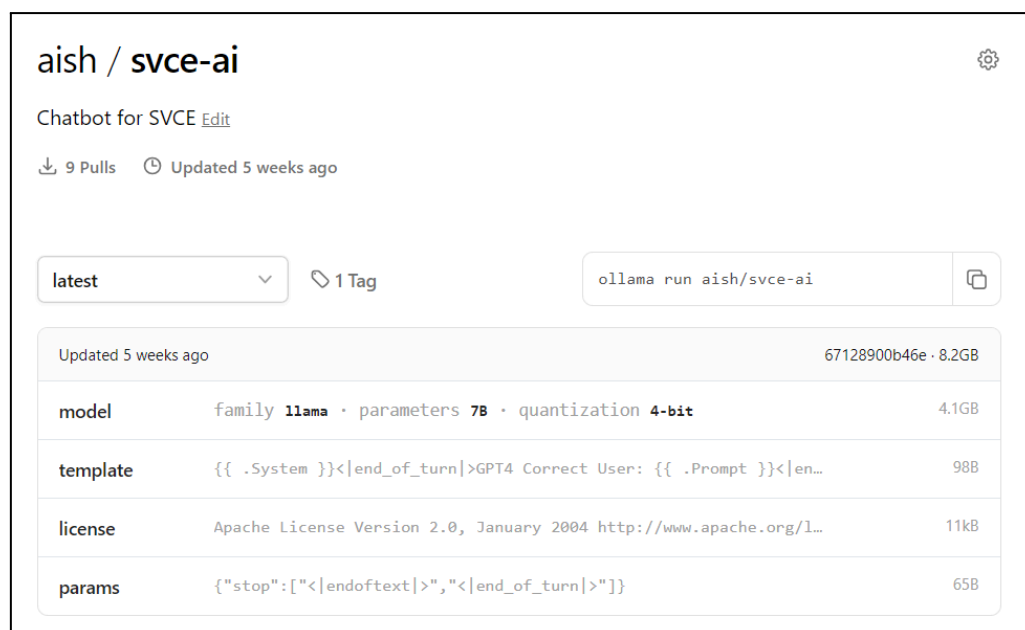 aish / svce-ai
Chatbot for SVCE Edit
9 Pulls Updated 5 weeks ago
latest 1 Tag ollama run aish/svce-ai
Updated 5 weeks ago 67128900b46e · 8.2GB
model family llama · parameters 7B · quantization 4-bit 4.1GB
template {{ .System }}<|end_of_turn|>GPT4 Correct User: {{ .Prompt }}<|en… 98B
license Apache License Version 2.0, January 2004 http://www.apache.org/l… 11kB
params {"stop":["<|endoftext|>","<|end_of_turn|>"]} 65B